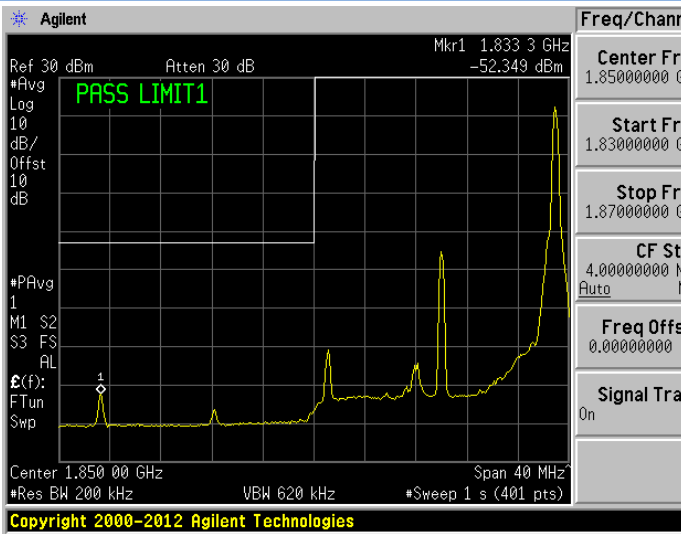 Agilent
Freq/Chann
Mkr1 1.833 3 GHz
Ref 30 dBm Atten 30 dB -52.349 dBm
#Avg
Log
10
dB/
Offst
10
dB
PASS LIMIT1
#PAvg
1
M1 S2
S3 FS
AL
£(f):
FTun
Swp
1
Center 1.850 00 GHz Span 40 MHz^
#Res BW 200 kHz VBW 620 kHz #Sweep 1 s (401 pts)
Copyright 2000-2012 Agilent Technologies
Center Fr
1.85000000 G
Start Fr
1.83000000 G
Stop Fr
1.87000000 G
CF St
4.00000000 M
Auto
Freq Offs
0.00000000
Signal Tra
On